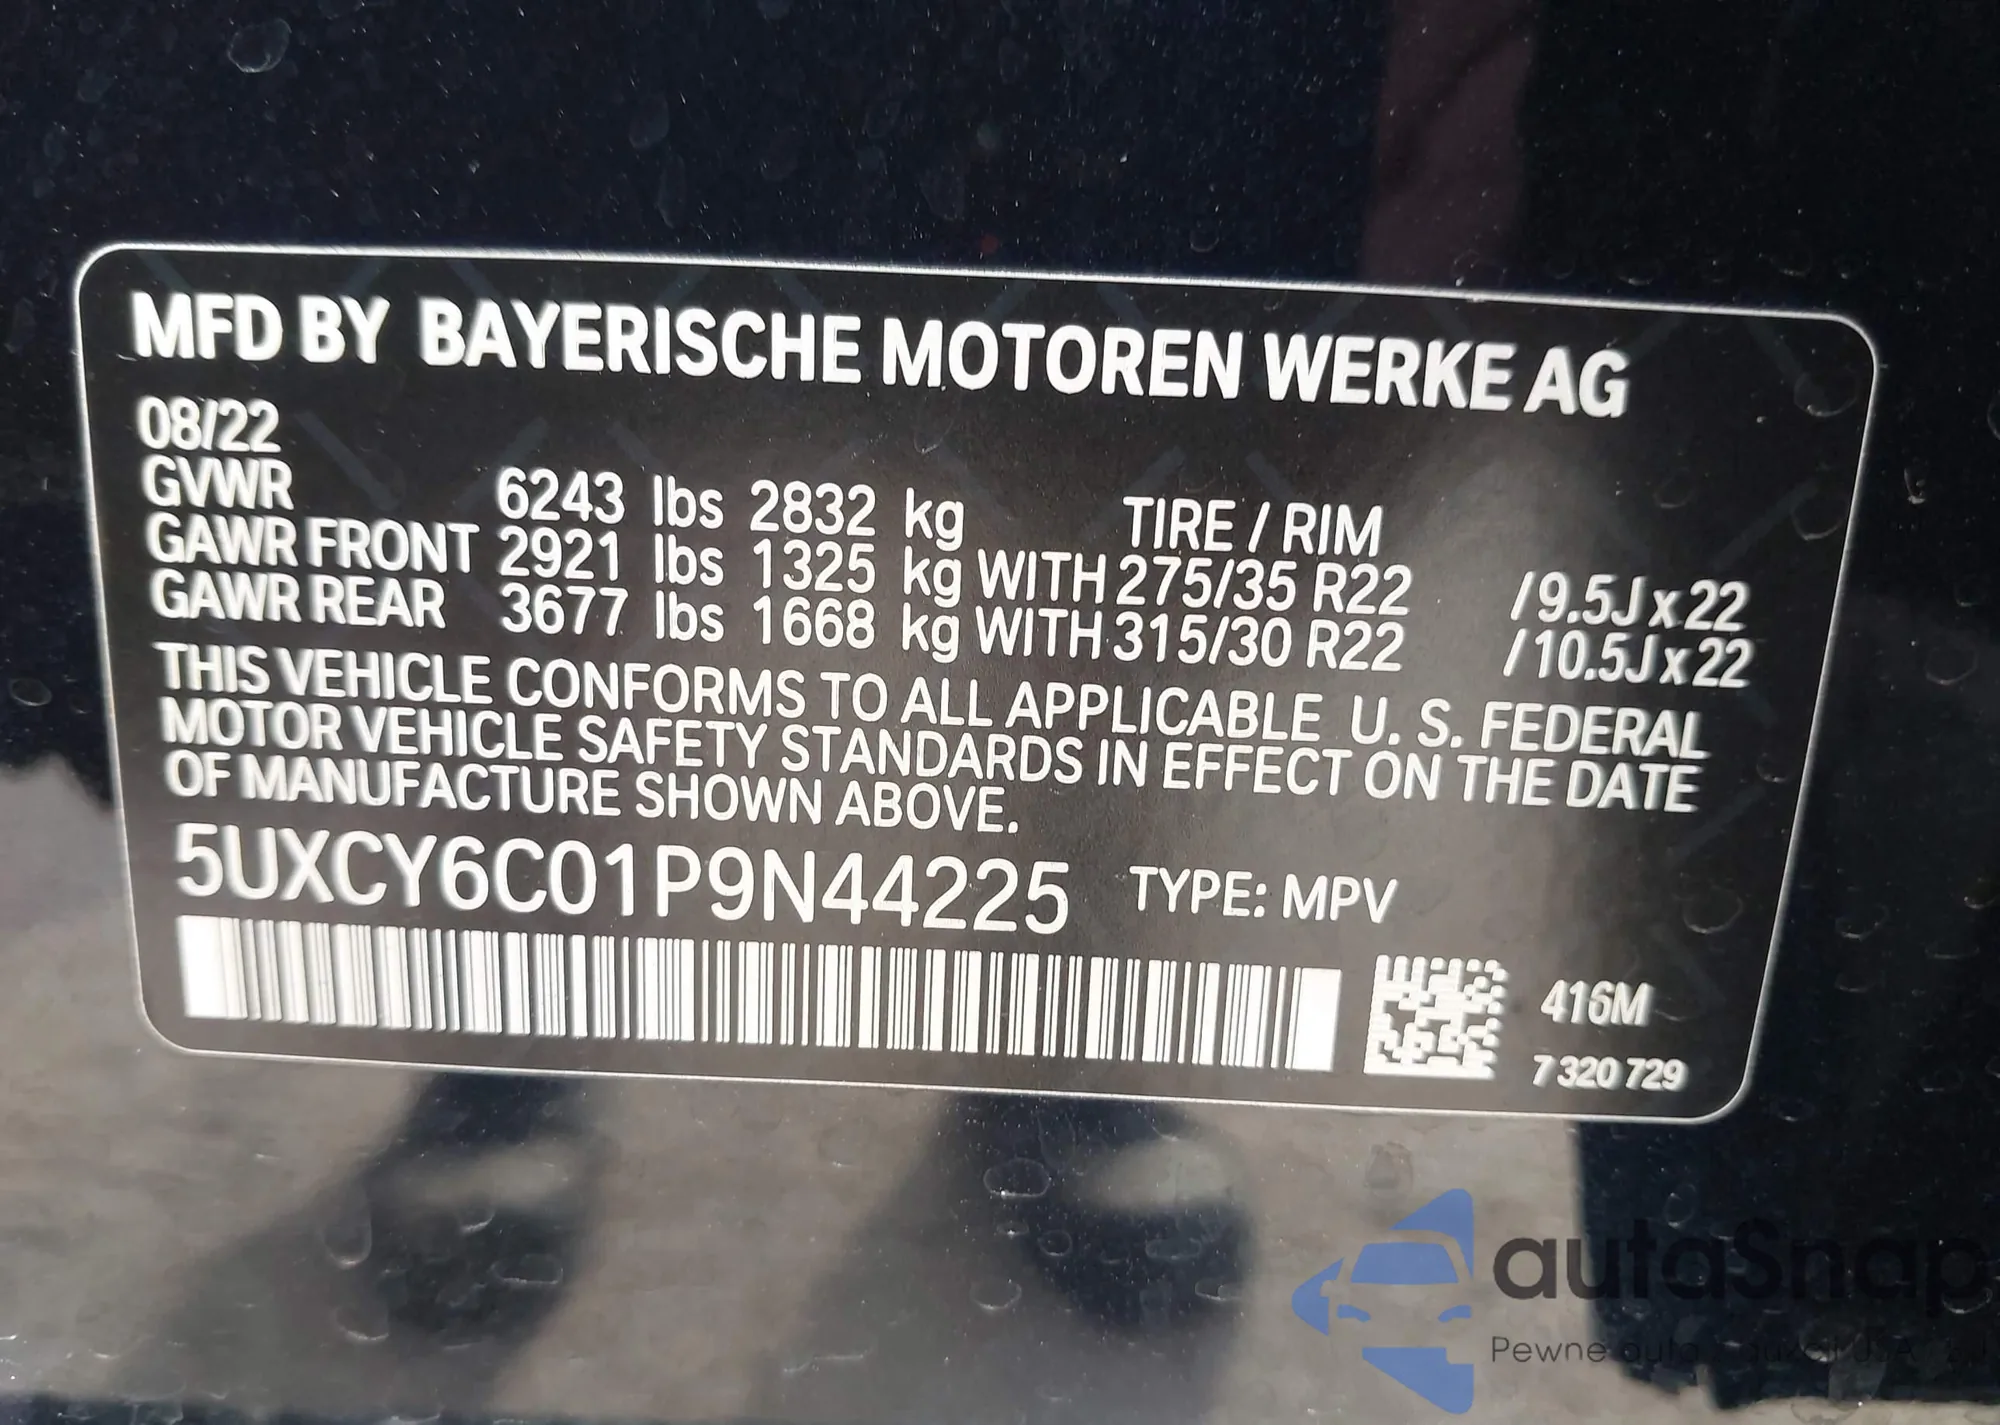 MFD BY BAYERISCHE MOTOREN WERKE AG
08/22
GVWR 6243 lbs 2832 kg TIRE / RIM
GAWR FRONT 2921 lbs 1325 kg WITH 275/35 R22 /9.5J x 22
GAWR REAR 3677 lbs 1668 kg WITH 315/30 R22 /10.5J x 22
THIS VEHICLE CONFORMS TO ALL APPLICABLE U. S. FEDERAL
MOTOR VEHICLE SAFETY STANDARDS IN EFFECT ON THE DATE
OF MANUFACTURE SHOWN ABOVE.
5UXCY6C01P9N44225 TYPE: MPV
416M
7 320 729
autaSnap
Pewne auta